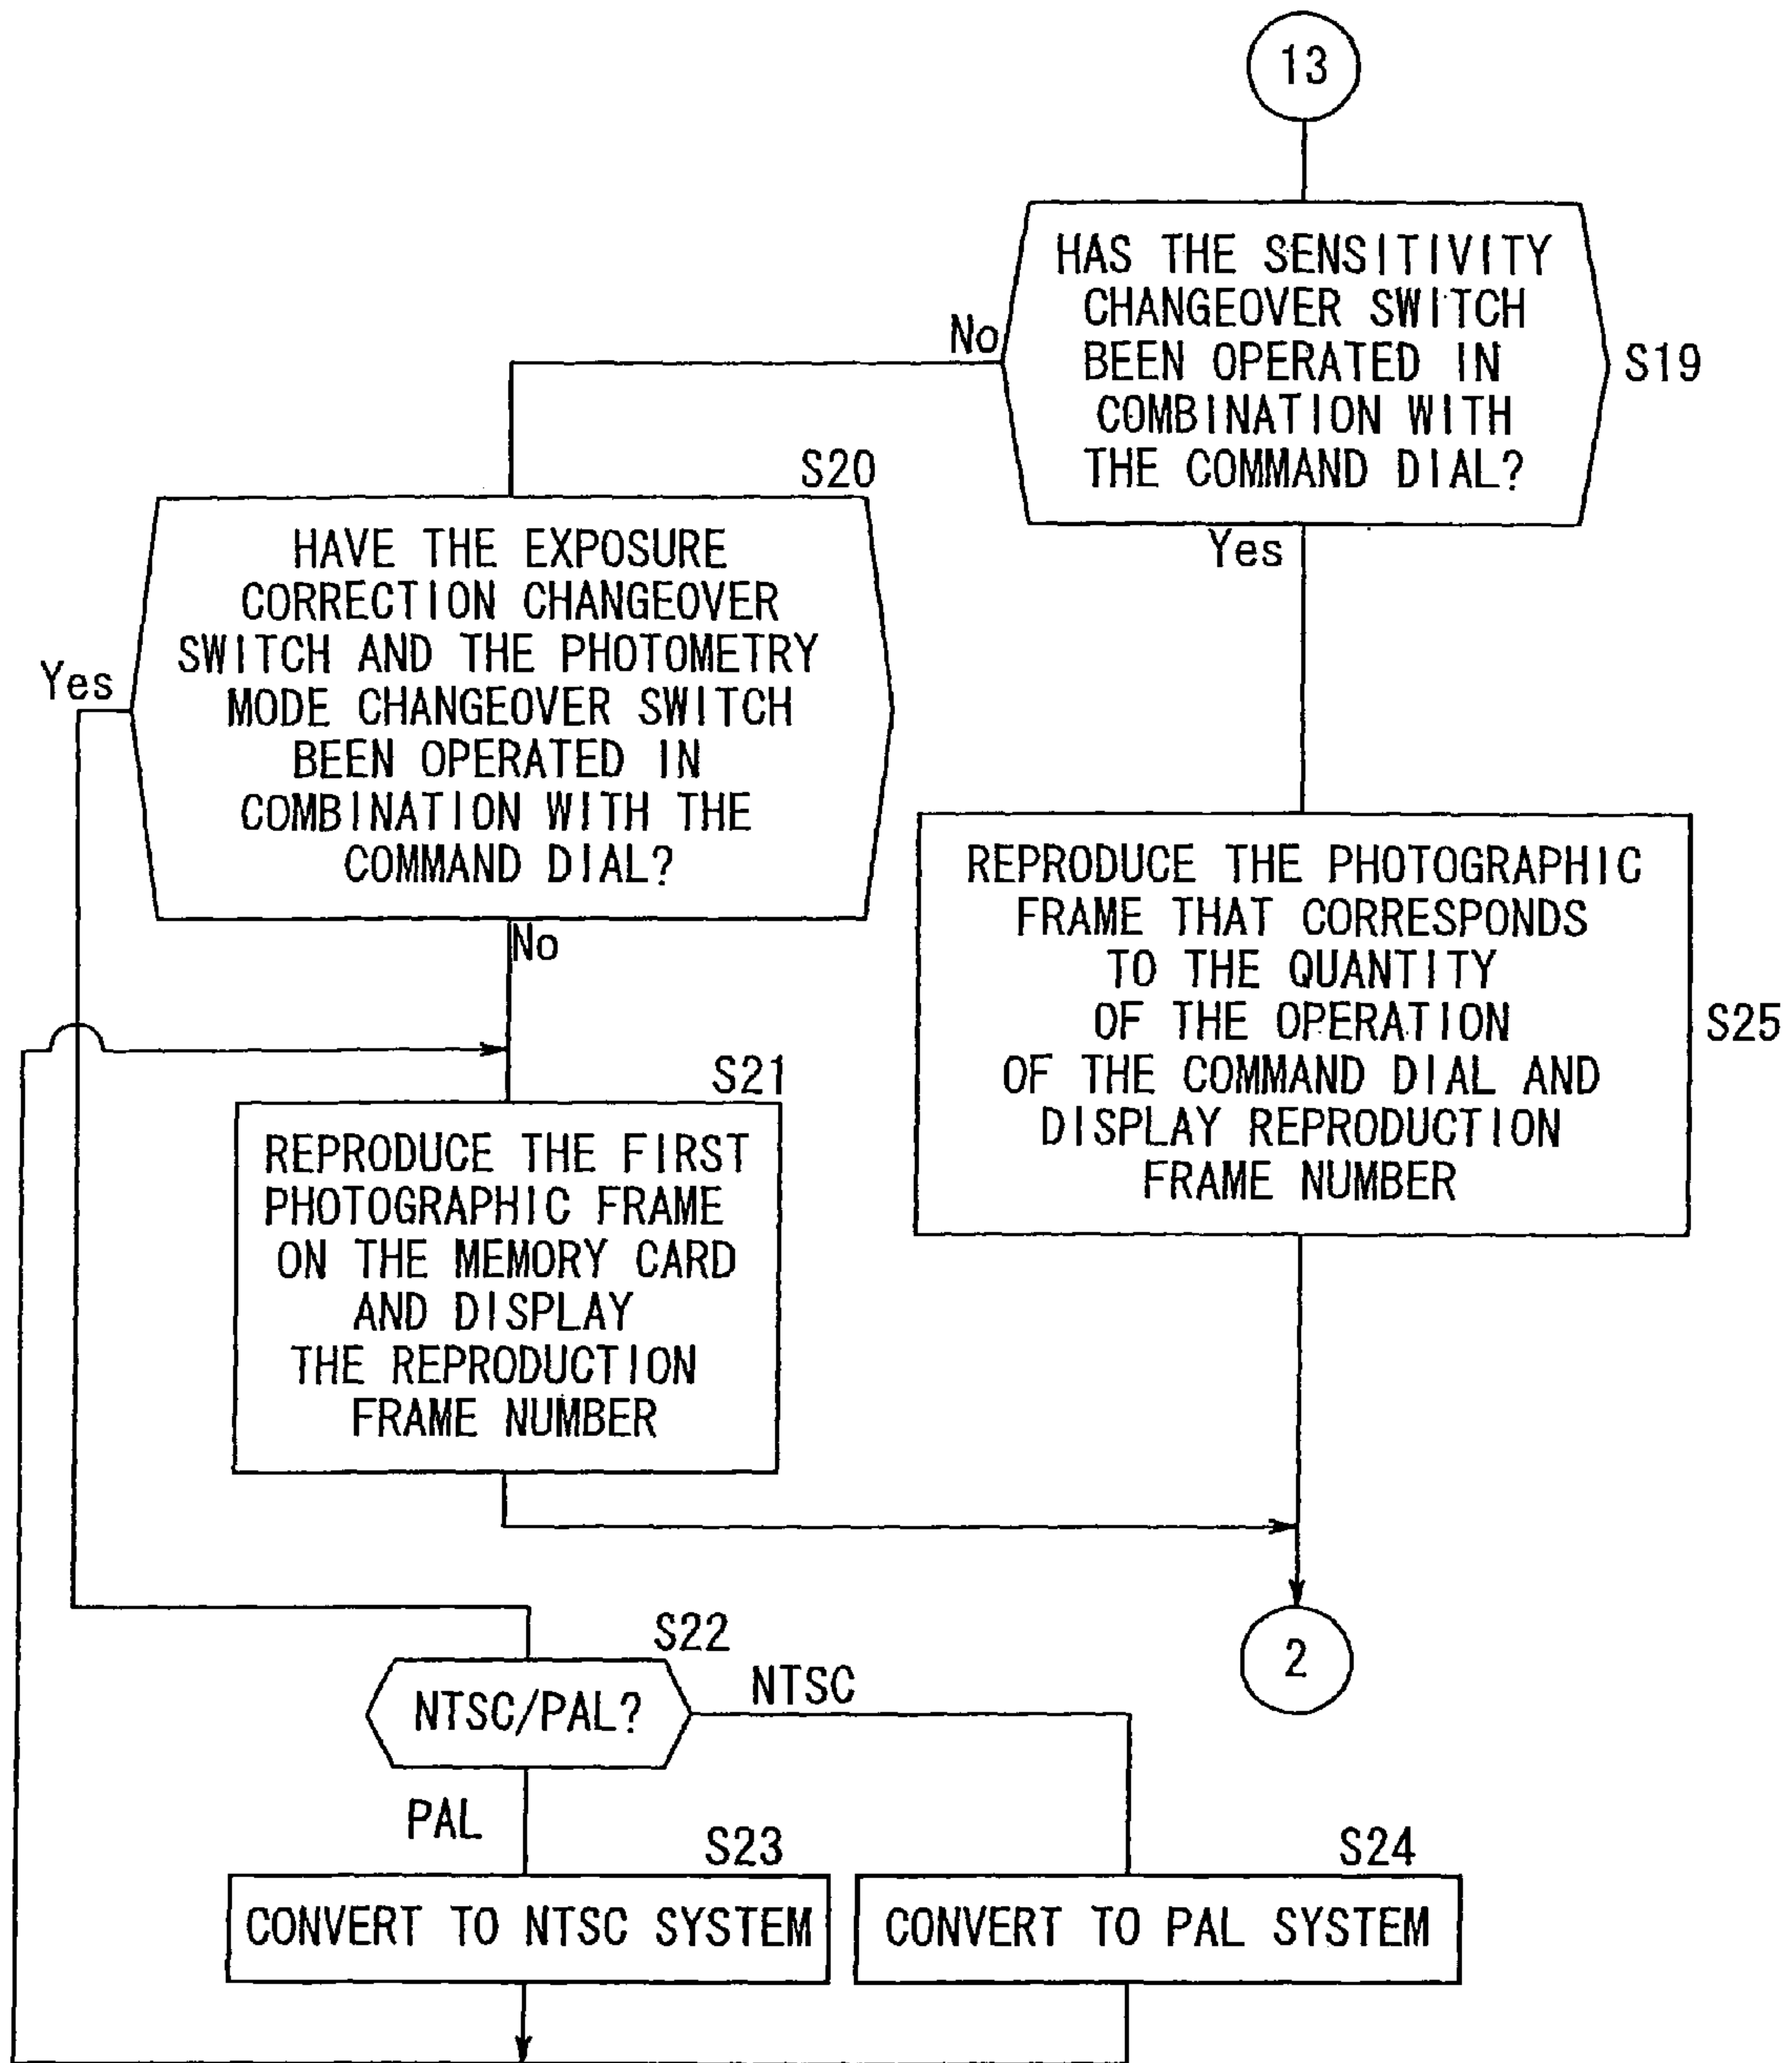 13
HAS THE SENSITIVITY
CHANGEOVER SWITCH
BEEN OPERATED IN
COMBINATION WITH
THE COMMAND DIAL?
S19
No
Yes
S20
HAVE THE EXPOSURE
CORRECTION CHANGEOVER
SWITCH AND THE PHOTOMETRY
MODE CHANGEOVER SWITCH
BEEN OPERATED IN
COMBINATION WITH THE
COMMAND DIAL?
Yes
No
REPRODUCE THE PHOTOGRAPHIC
FRAME THAT CORRESPONDS
TO THE QUANTITY
OF THE OPERATION
OF THE COMMAND DIAL AND
DISPLAY REPRODUCTION
FRAME NUMBER
S25
S21
REPRODUCE THE FIRST
PHOTOGRAPHIC FRAME
ON THE MEMORY CARD
AND DISPLAY
THE REPRODUCTION
FRAME NUMBER
2
S22
NTSC/PAL?
NTSC
PAL
S23
CONVERT TO NTSC SYSTEM
S24
CONVERT TO PAL SYSTEM